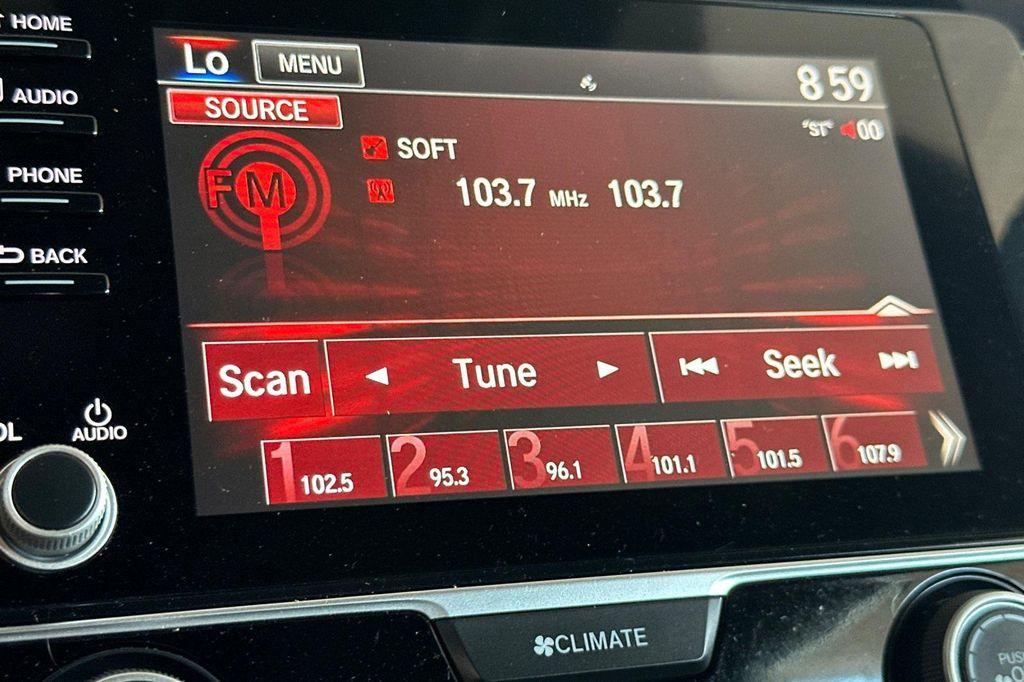 HOME
Lo MENU 8:59
AUDIO
SOURCE
"ST" 00
FM SOFT
PHONE
103.7 MHz 103.7
BACK
Scan Tune Seek
AUDIO
1 102.5 2 95.3 3 96.1 4 101.1 5 101.5 6 107.9
CLIMATE